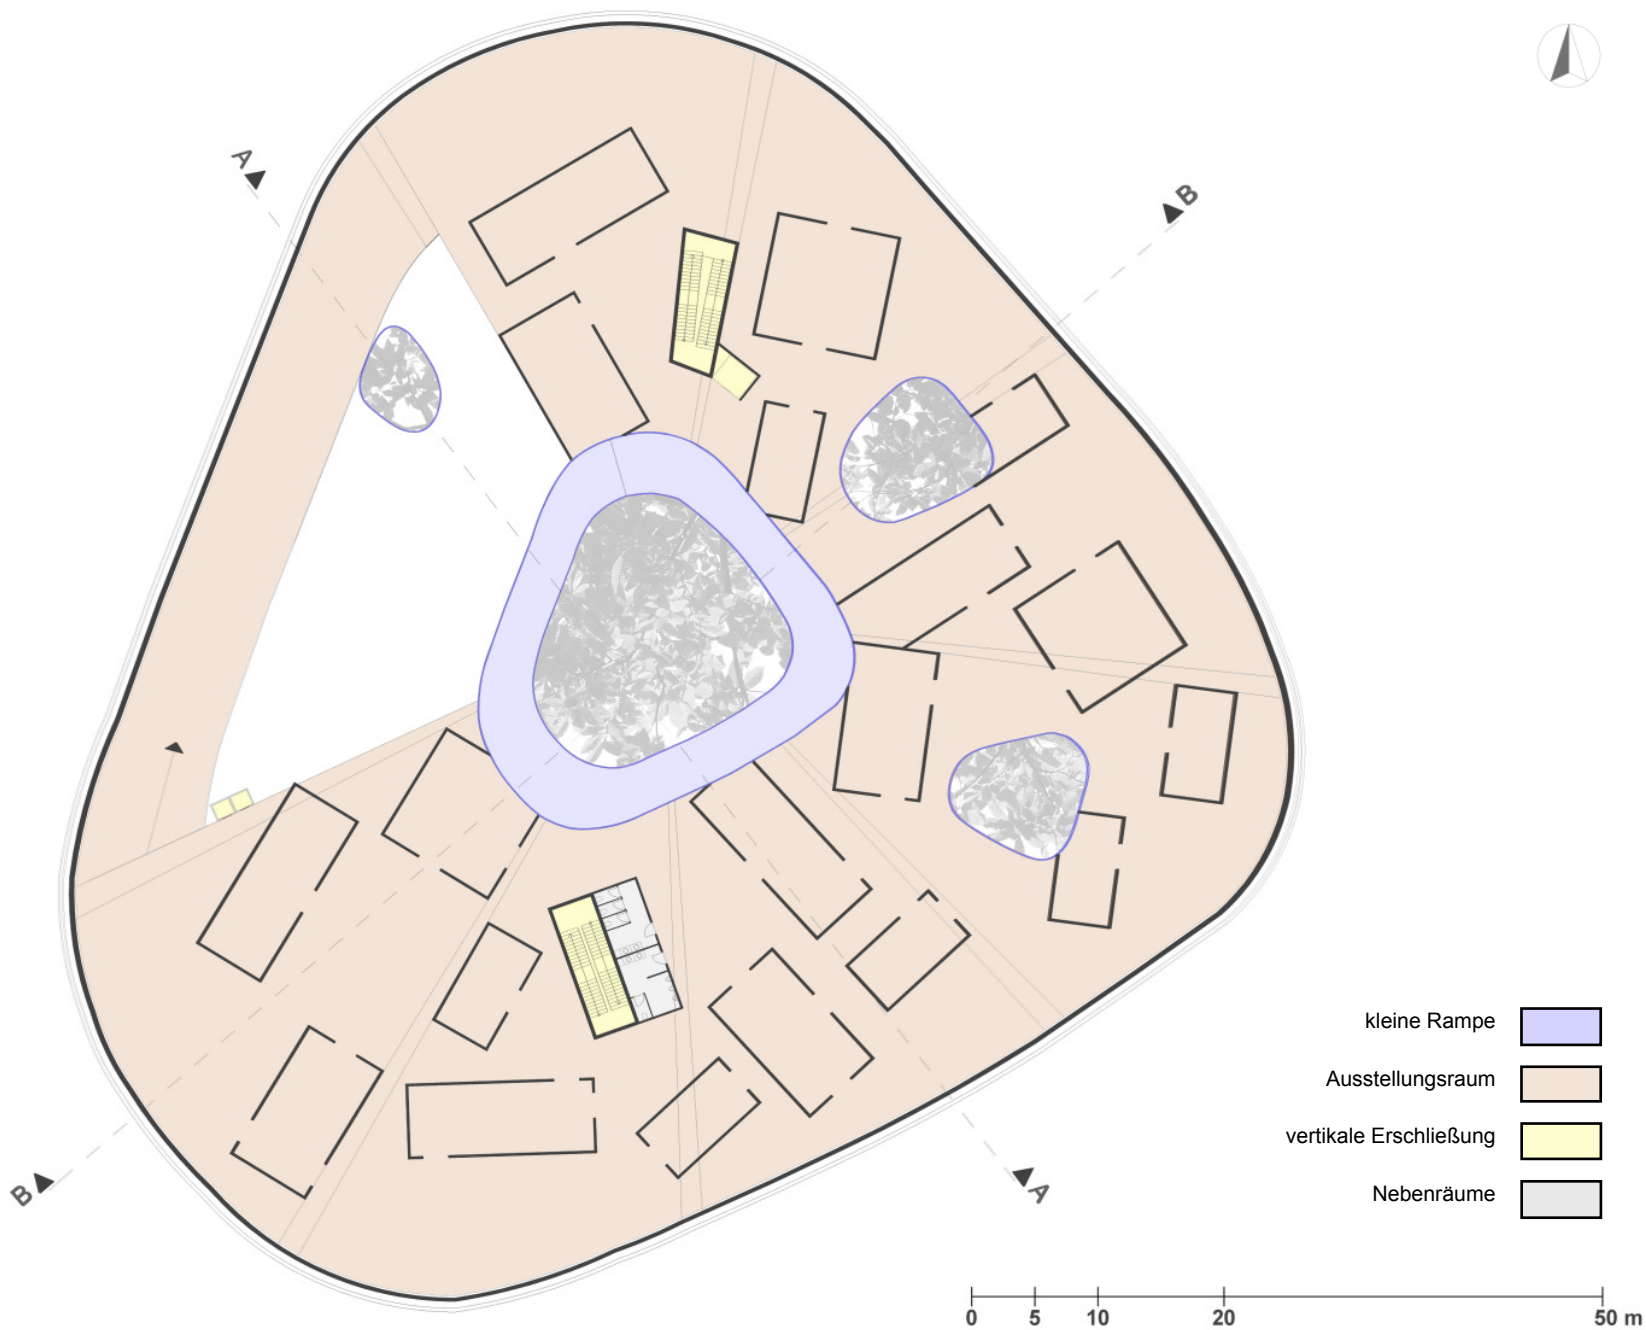 A
B
kleine Rampe
Ausstellungsraum
vertikale Erschließung
Nebenräume
B
A
0 5 10 20 50 m